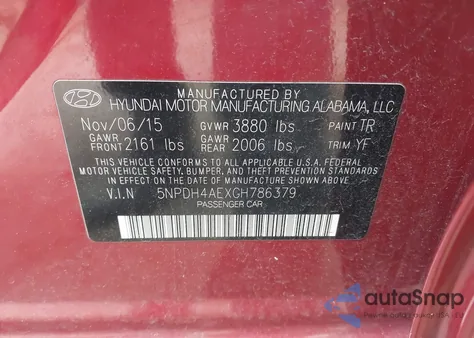 MANUFACTURED BY
HYUNDAI MOTOR MANUFACTURING ALABAMA, LLC
Nov/06/15 GVWR 3880 lbs PAINT TR
GAWR FRONT 2161 lbs GAWR REAR 2006 lbs TRIM YF
THIS VEHICLE CONFORMS TO ALL APPLICABLE U.S.A. FEDERAL
MOTOR VEHICLE SAFETY, BUMPER, AND THEFT PREVENTION
STANDARDS IN EFFECT ON THE DATE OF MANUFACTURE SHOWN ABOVE.
V.I.N 5NPDH4AEXGH786379
PASSENGER CAR
autoSnap